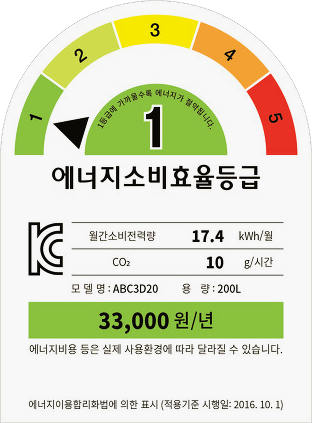 1 2 3 4 5
1등급에 가까울수록 에너지가 절약됩니다.
1
에너지소비효율등급
월간소비전력량 17.4 kWh/월
CO₂ 10 g/시간
모 델 명 : ABC3D20 용 량 : 200L
33,000 원/년
에너지비용 등은 실제 사용환경에 따라 달라질 수 있습니다.
에너지이용합리화법에 의한 표시 (적용기준 시행일: 2016. 10. 1)